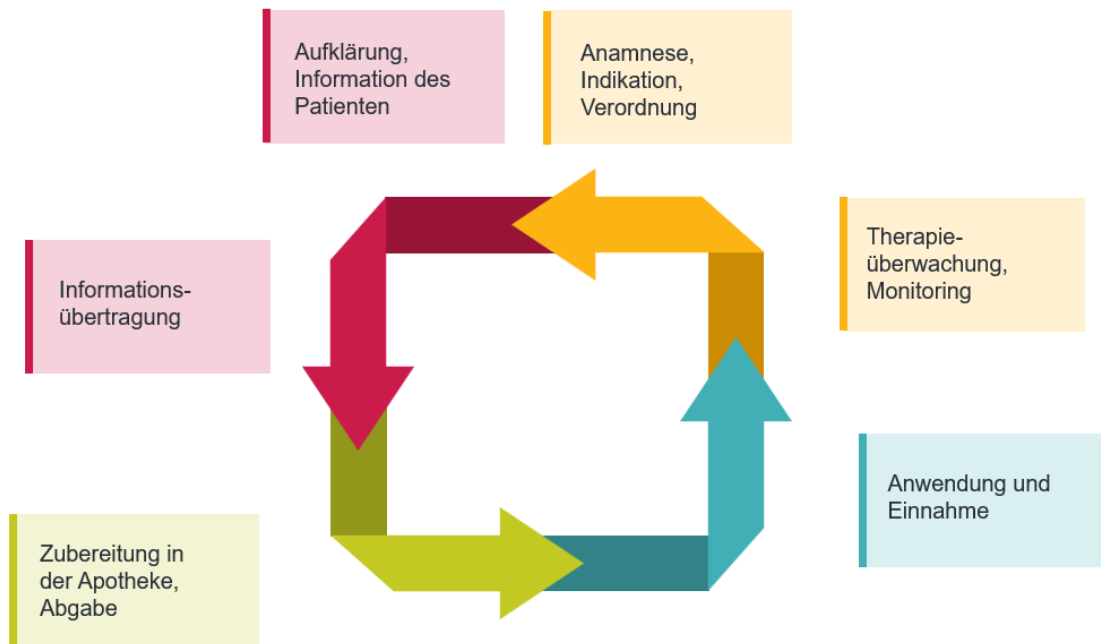 Aufklärung,
Information des
Patienten
Anamnese,
Indikation,
Verordnung
Therapie-
überwachung,
Monitoring
Informations-
übertragung
Anwendung und
Einnahme
Zubereitung in
der Apotheke,
Abgabe